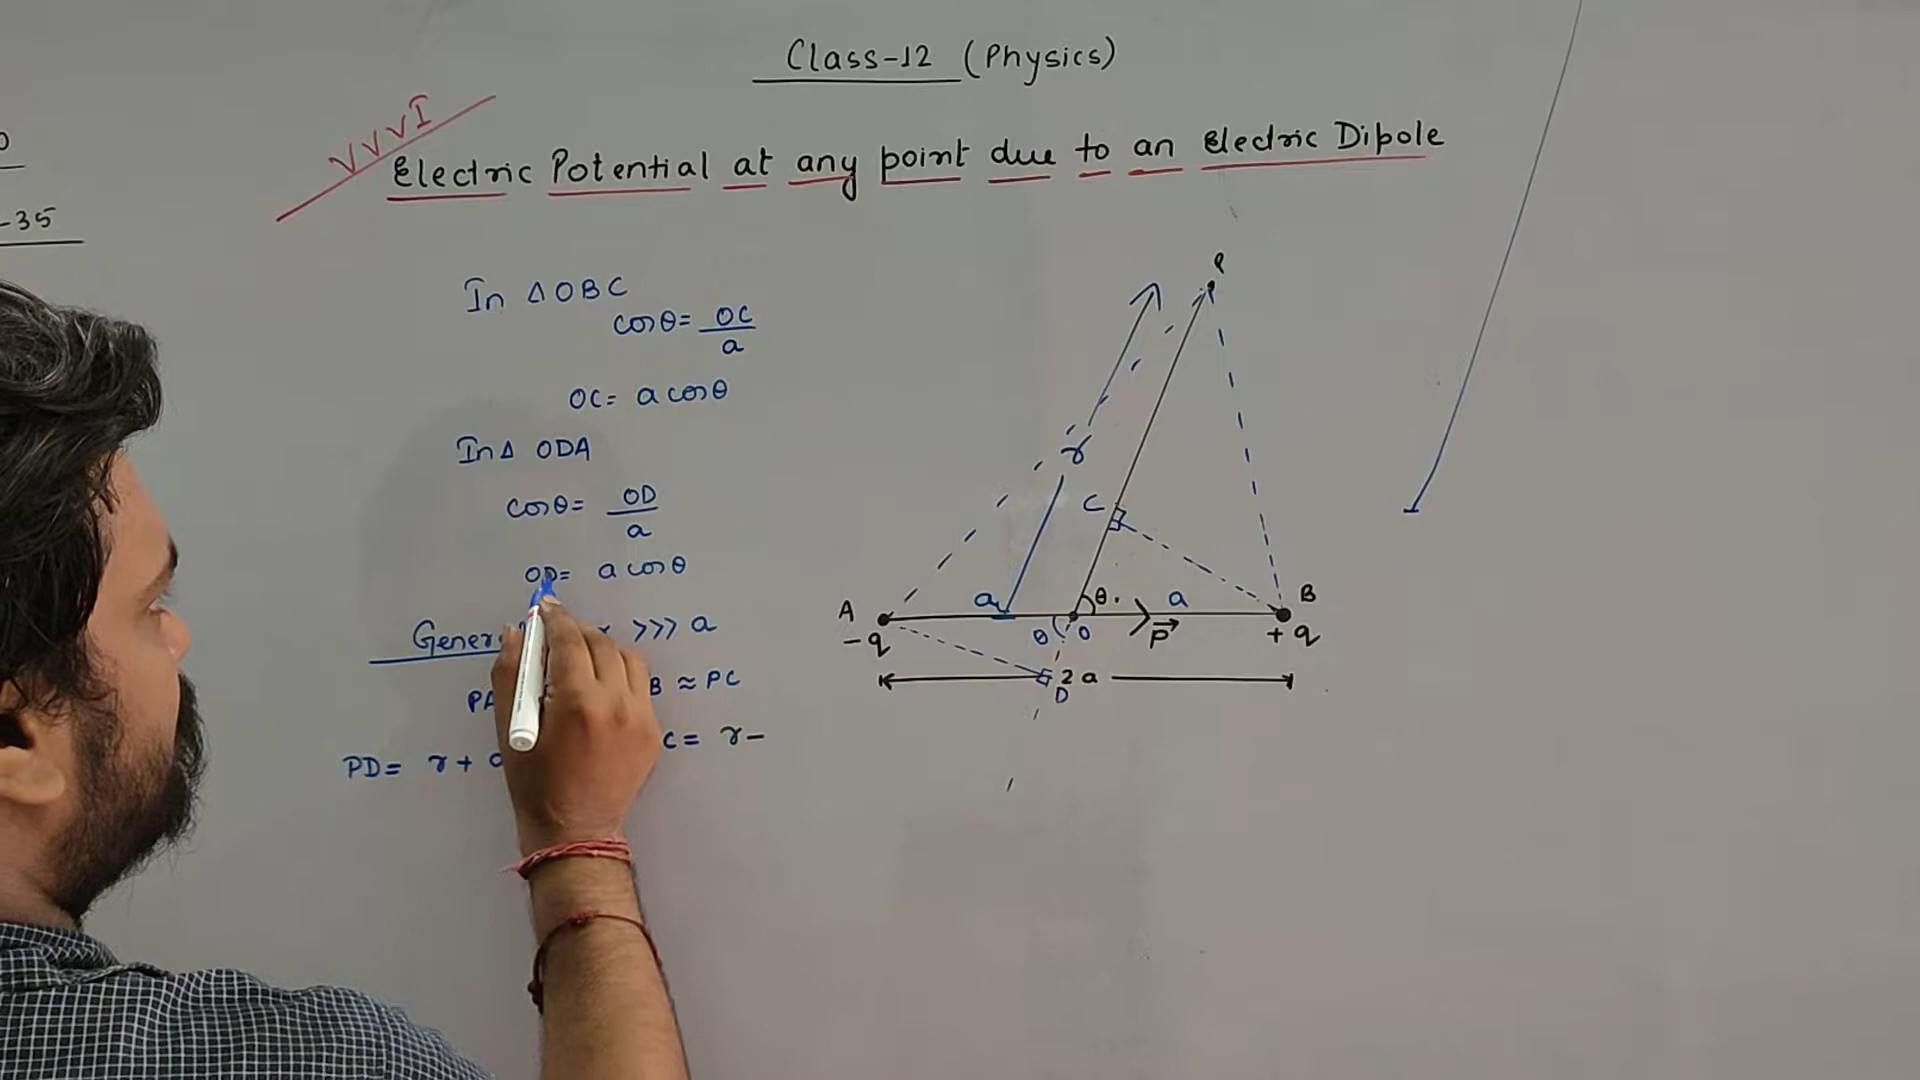 Class-12 (Physics)
VVVI
Electric Potential at any point due to an Electric Dipole
-35
In Δ OBC
cosθ = OC
a
OC = a cosθ
In Δ ODA
cosθ = OD
a
OD = a cosθ
>>> a
B ≈ PC
C = r -
PD = r +
P
r
C
a
θ
a
A
B
-q
θ
O
P⃗
+q
2a
D